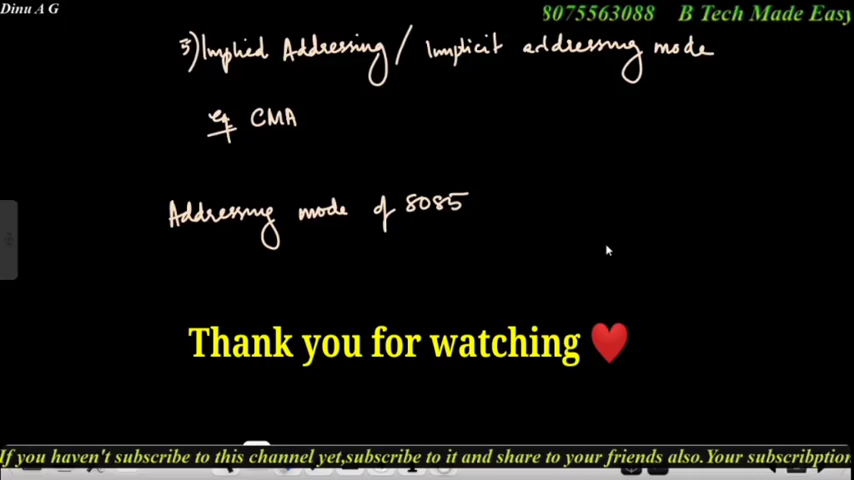 Dinu A G
8075563088 B Tech Made Easy
5) Implied Addressing / Implicit addressing mode
eg CMA
Addressing mode of 8085
Thank you for watching ❤️
If you haven't subscribe to this channel yet,subscribe to it and share to your friends also.Your subscribption